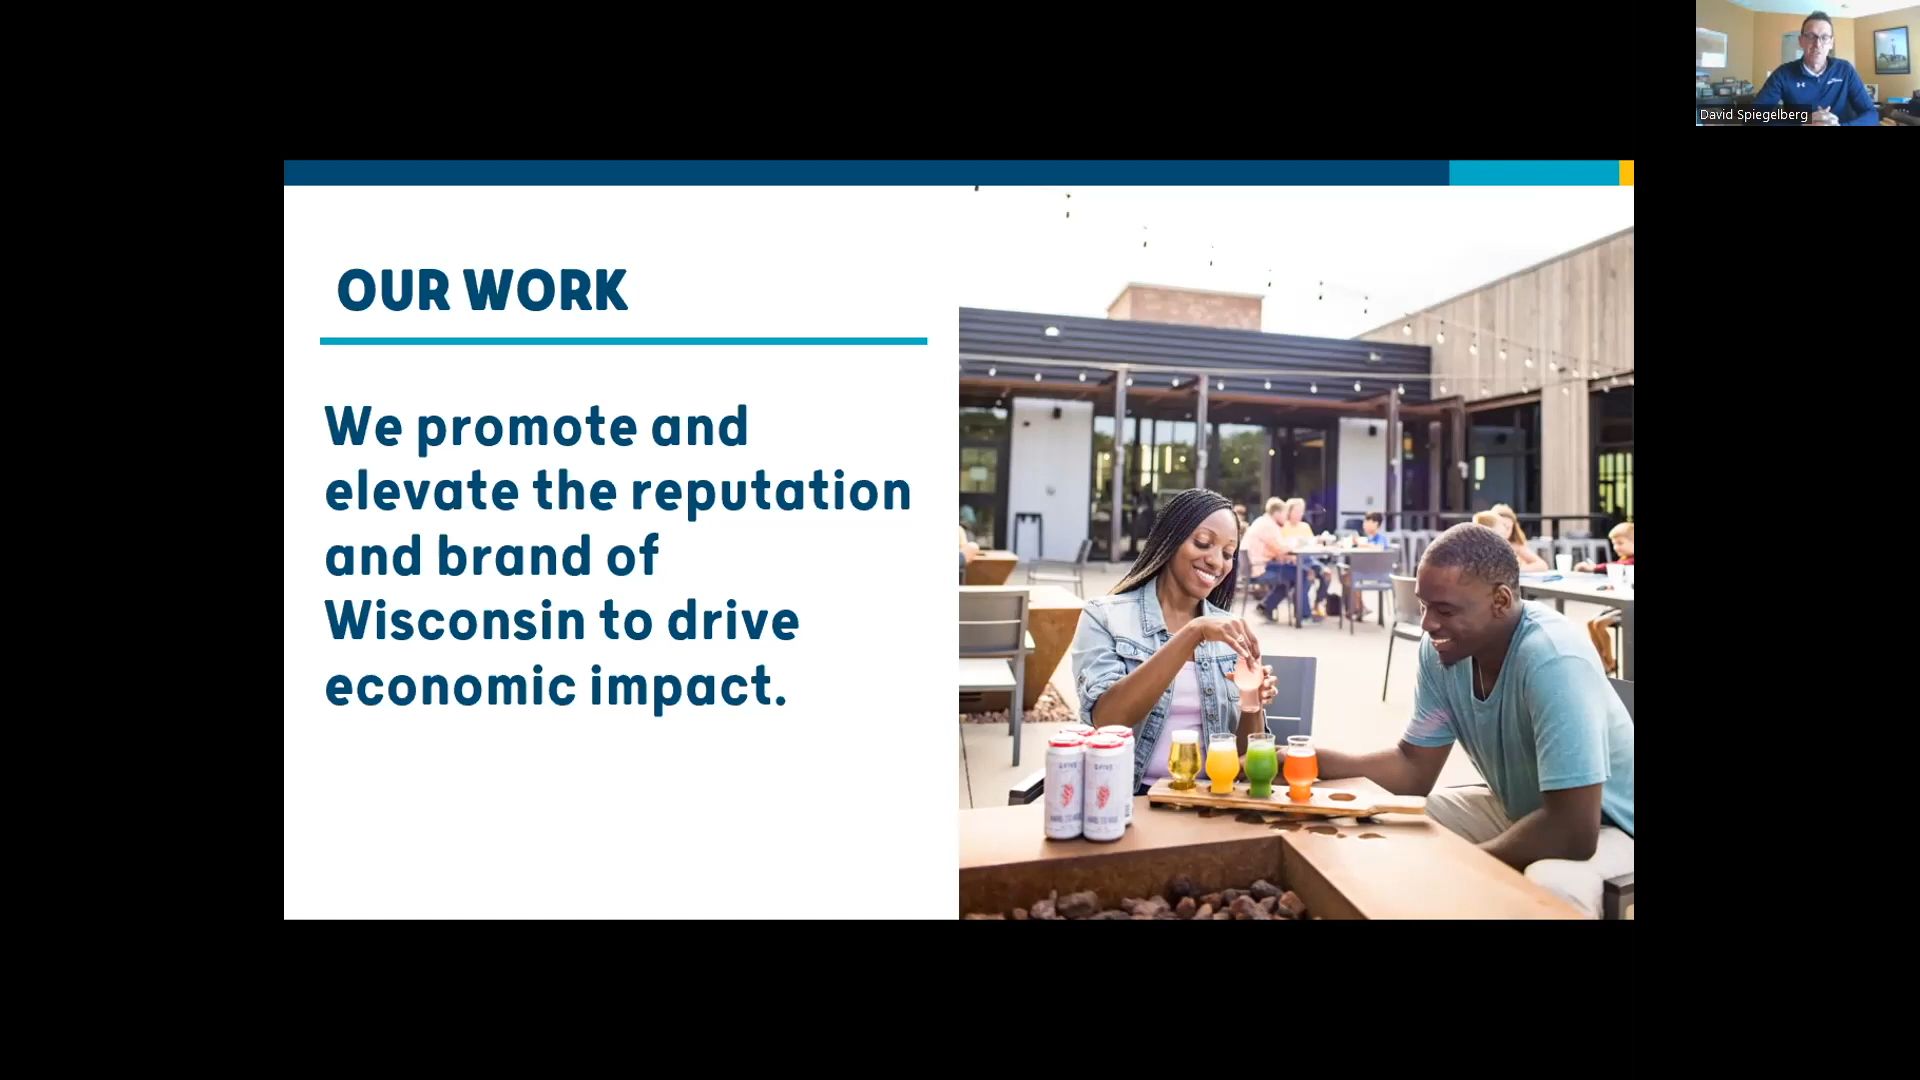 David Spiegelberg
OUR WORK
We promote and
elevate the reputation
and brand of
Wisconsin to drive
economic impact.